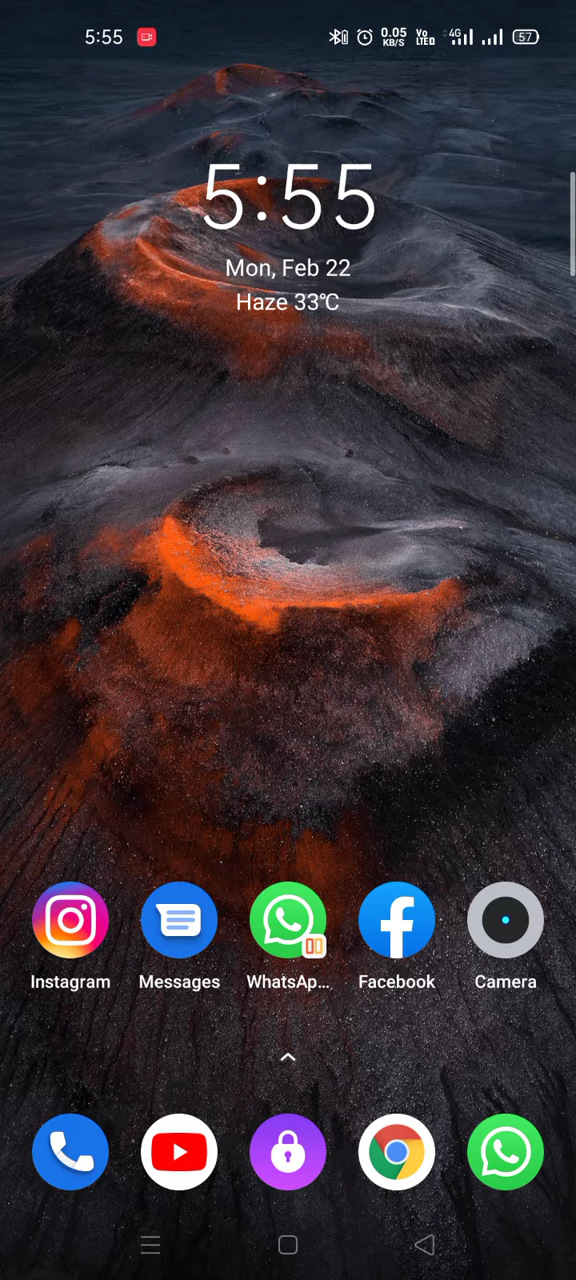 5:55
0.05
KB/S
Vo
LTE
4G
57
5:55
Mon, Feb 22
Haze 33℃
Instagram Messages WhatsAp... Facebook Camera